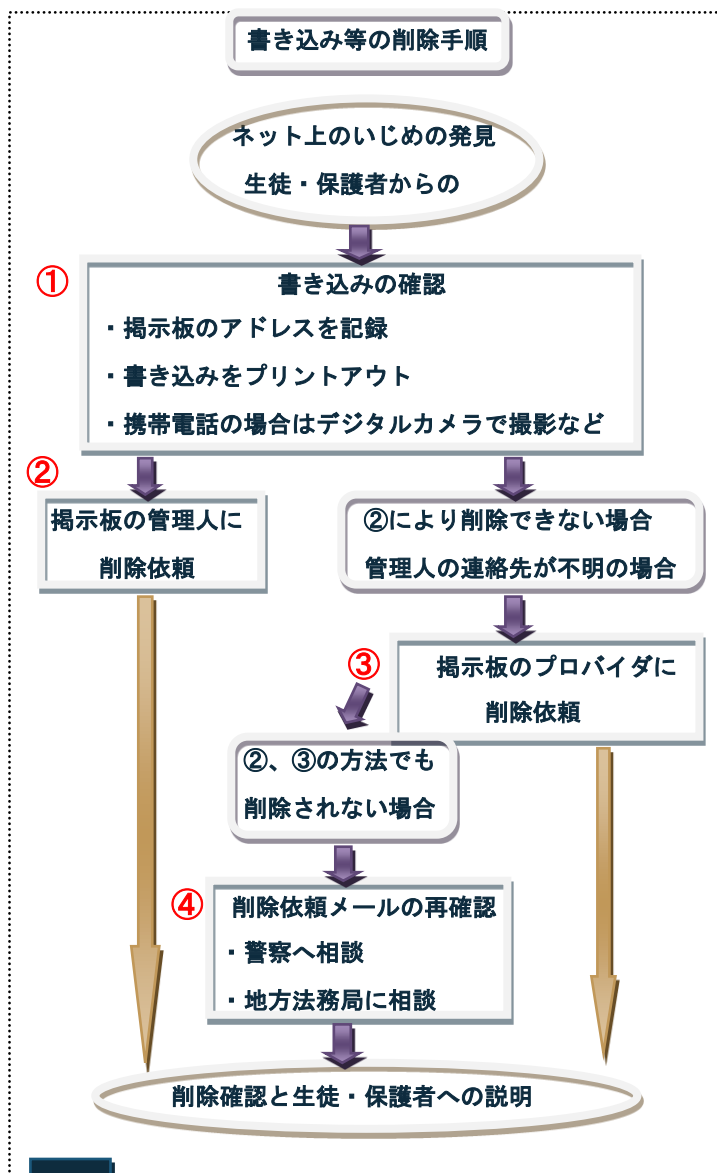 書き込み等の削除手順
ネット上のいじめの発見
生徒・保護者からの
①
書き込みの確認
・掲示板のアドレスを記録
・書き込みをプリントアウト
・携帯電話の場合はデジタルカメラで撮影など
②
掲示板の管理人に
削除依頼
②により削除できない場合
管理人の連絡先が不明の場合
③
掲示板のプロバイダに
削除依頼
②、③の方法でも
削除されない場合
④
削除依頼メールの再確認
・警察へ相談
・地方法務局に相談
削除確認と生徒・保護者への説明